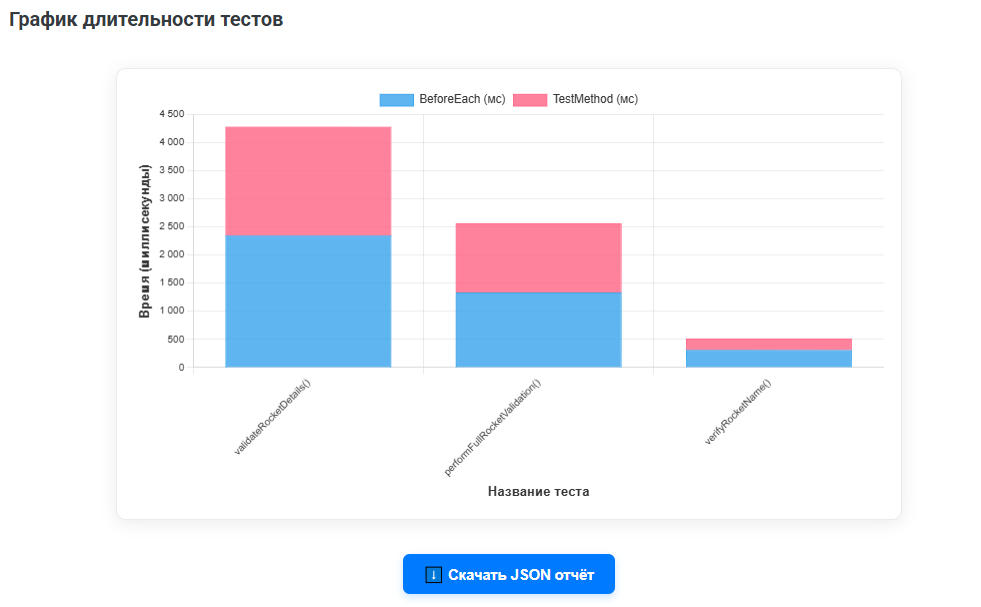 График длительности тестов
BeforeEach (мс) TestMethod (мс)
Время (миллисекунды)
4 500
4 000
3 500
3 000
2 500
2 000
1 500
1 000
500
0
validateRocketDetails()
performFullRocketValidation()
verifyRocketName()
Название теста
⬇ Скачать JSON отчёт